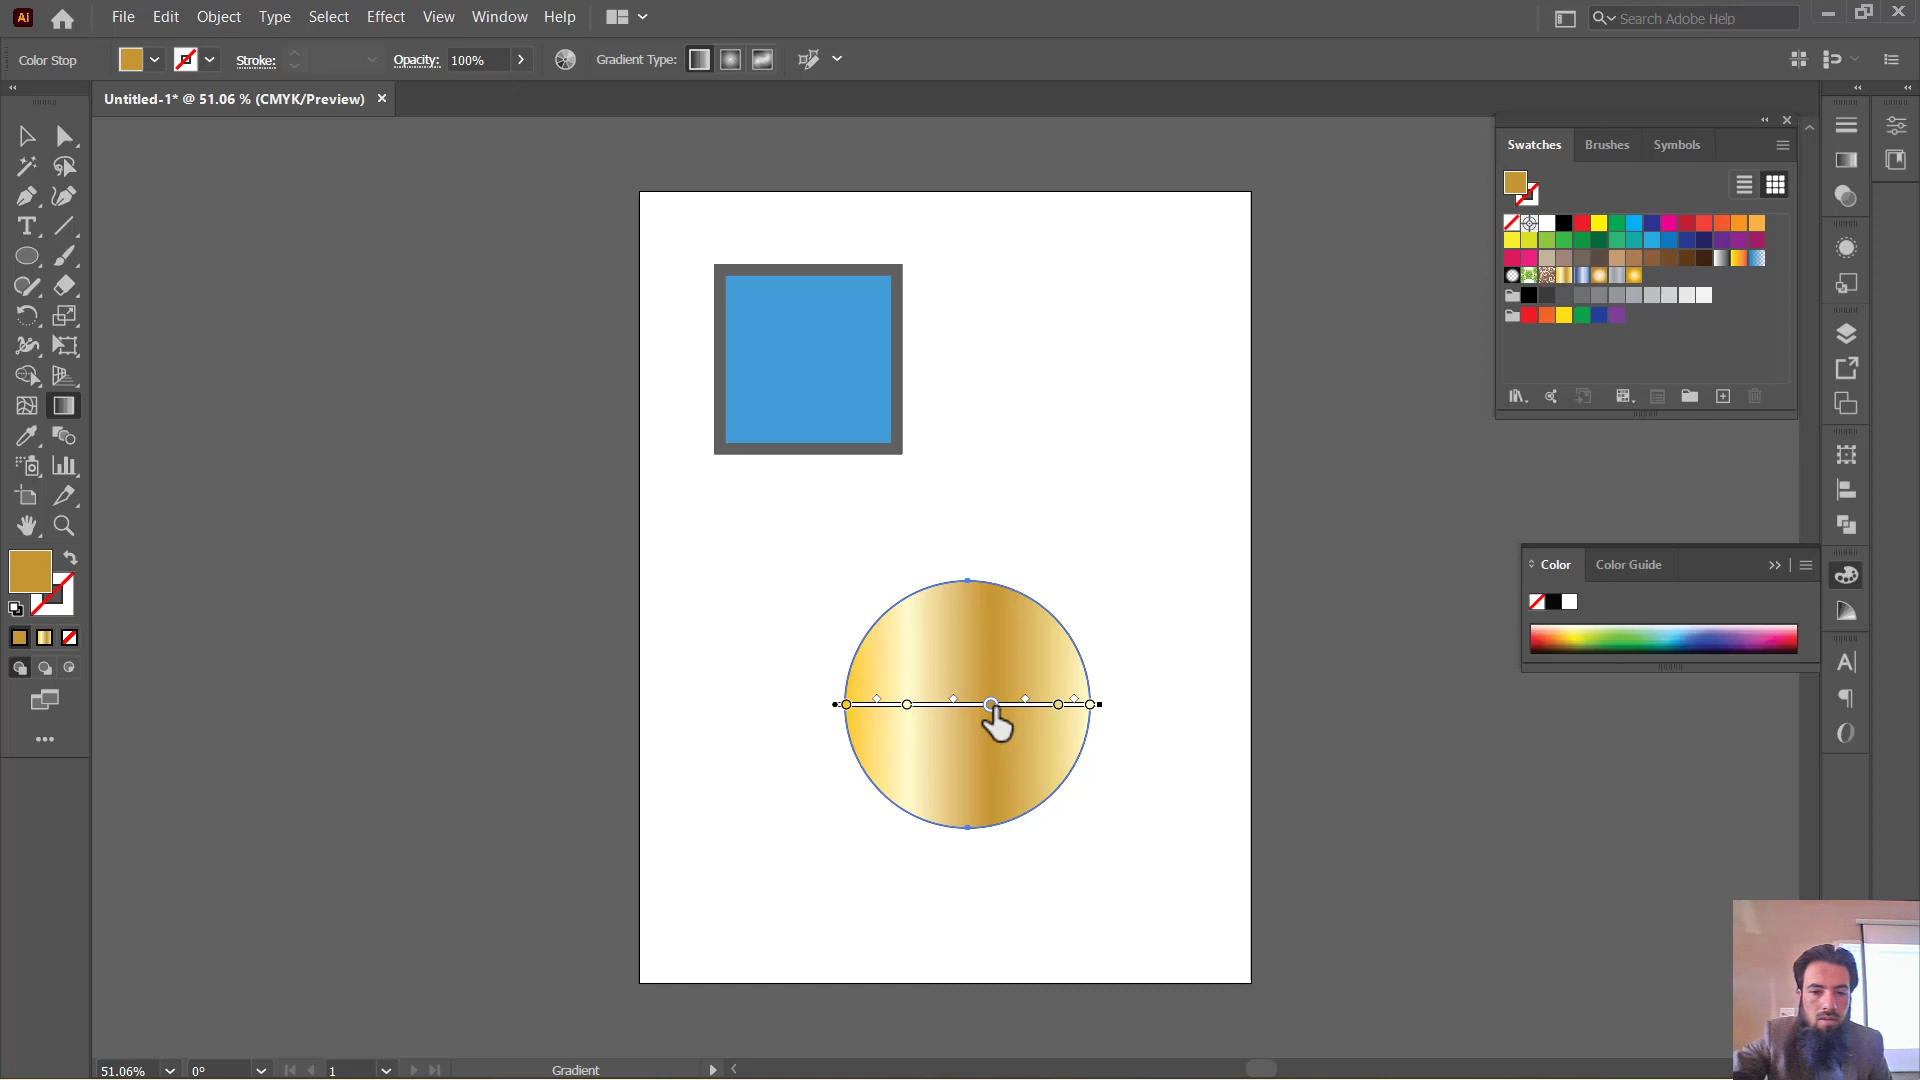 Ai
File Edit Object Type Select Effect View Window Help
Search Adobe Help
Color Stop
Stroke:
Opacity:
100%
Gradient Type:
Untitled-1* @ 51.06 % (CMYK/Preview)
Swatches
Brushes
Symbols
Color
Color Guide
51.06%
0°
1
Gradient